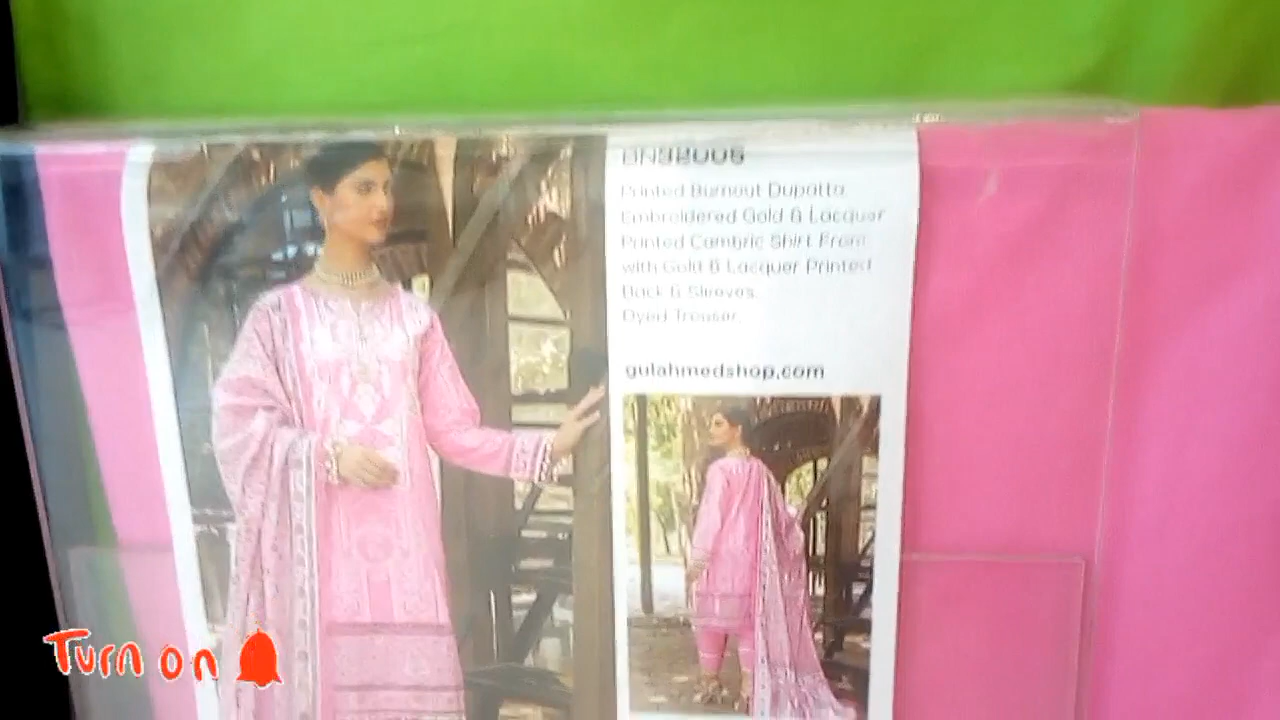 BN32005
Printed Burnout Dupatta
Embroidered Gold & Lacquer
Printed Cambric Shirt Front
with Gold & Lacquer Printed
Back & Sleeves.
Dyed Trouser.
gulahmedshop.com
Turn on